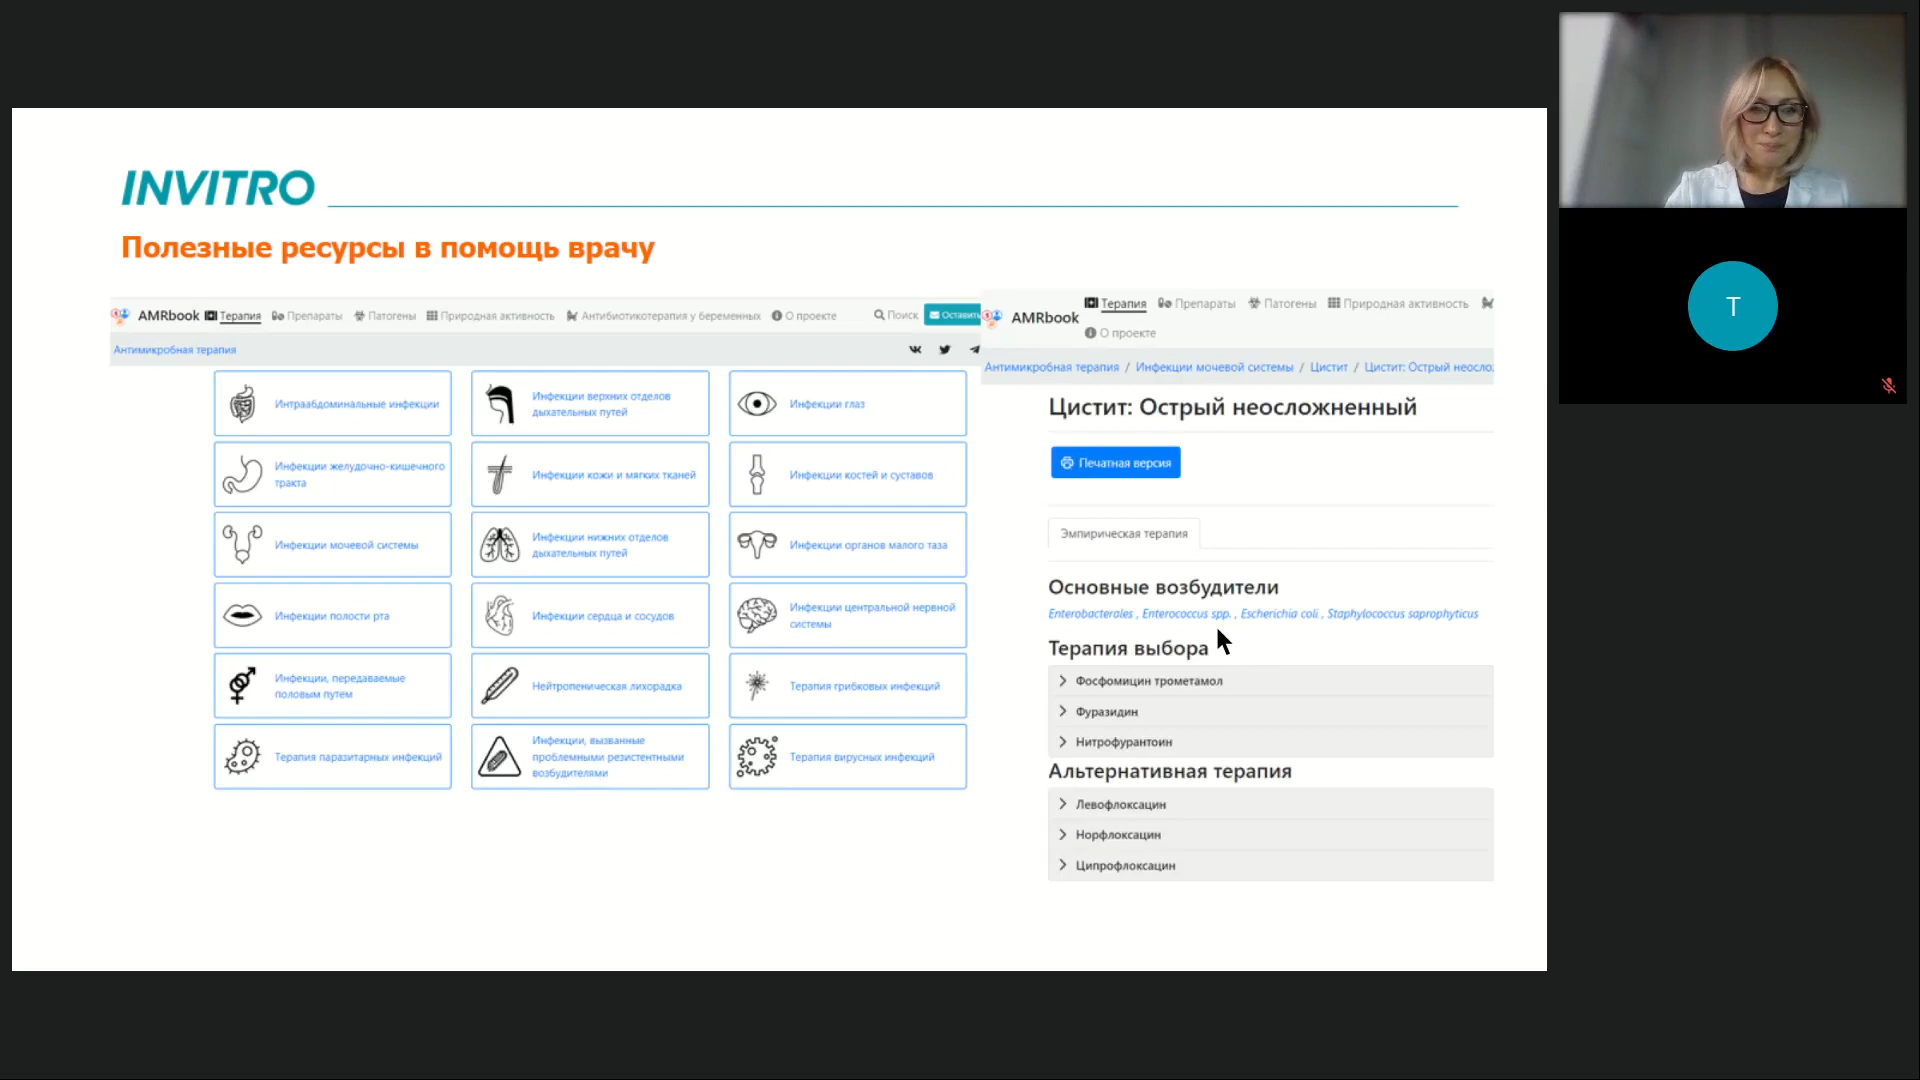 INVITRO
Полезные ресурсы в помощь врачу
AMRbook Терапия Препараты Патогены Природная активность Антибиотикотерапия у беременных О проекте Поиск
Антимикробная терапия
Интраабдоминальные инфекции
Инфекции верхних отделов
дыхательных путей
Инфекции глаз
Инфекции желудочно-кишечного
тракта
Инфекции кожи и мягких тканей
Инфекции костей и суставов
Инфекции мочевой системы
Инфекции нижних отделов
дыхательных путей
Инфекции органов малого таза
Инфекции полости рта
Инфекции сердца и сосудов
Инфекции центральной нервной
системы
Инфекции, передаваемые
половым путем
Нейтропеническая лихорадка
Терапия грибковых инфекций
Терапия паразитарных инфекций
Инфекции, вызванные
проблемными резистентными
возбудителями
Терапия вирусных инфекций
AMRbook Терапия Препараты Патогены Природная активность
О проекте
Антимикробная терапия / Инфекции мочевой системы / Цистит / Цистит: Острый
Цистит: Острый неосложненный
Печатная версия
Эмпирическая терапия
Основные возбудители
Enterobacterales , Enterococcus spp. , Escherichia coli , Staphylococcus saprophyticus
Терапия выбора
Фосфомицин трометамол
Фуразидин
Нитрофурантоин
Альтернативная терапия
Левофлоксацин
Норфлоксацин
Ципрофлоксацин
T